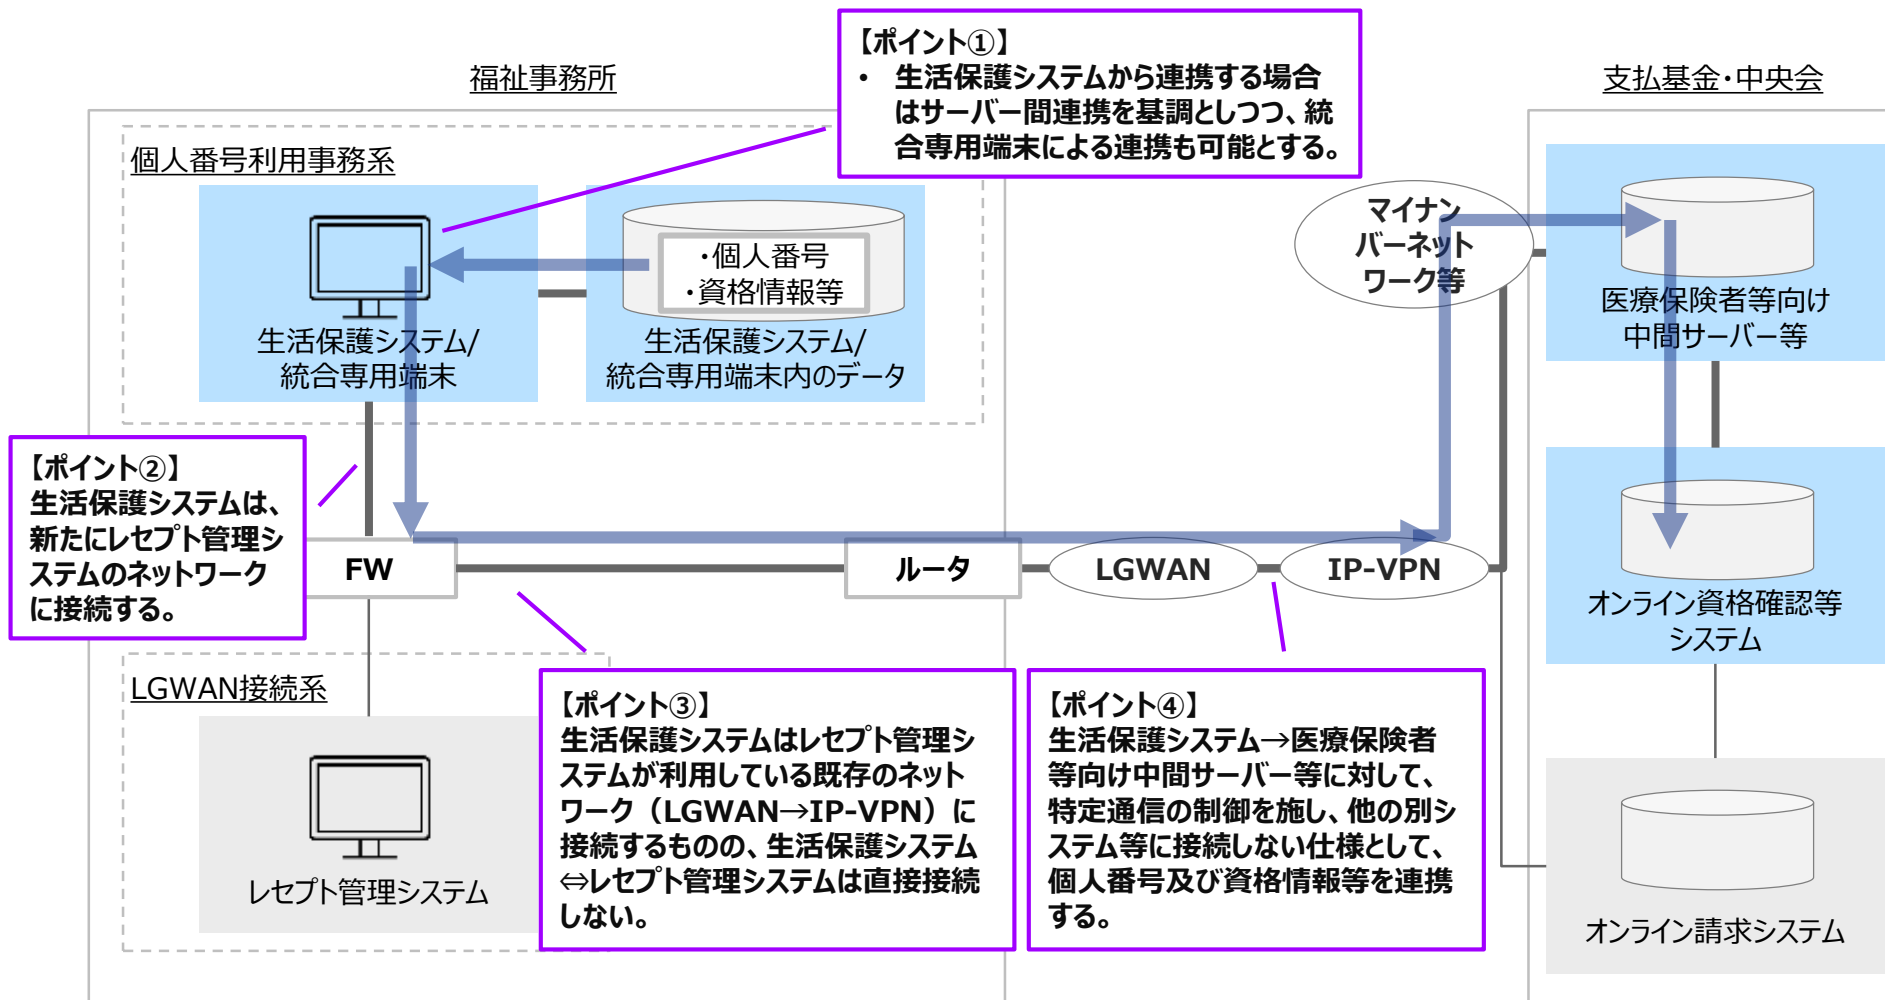 福祉事務所
支払基金・中央会
【ポイント①】
• 生活保護システムから連携する場合
はサーバー間連携を基調としつつ、統
合専用端末による連携も可能とする。
個人番号利用事務系
・個人番号
・資格情報等
生活保護システム/
統合専用端末
生活保護システム/
統合専用端末内のデータ
マイナン
バーネット
ワーク等
医療保険者等向け
中間サーバー等
【ポイント②】
生活保護システムは、
新たにレセプト管理シ
ステムのネットワーク
に接続する。
FW
ルータ
LGWAN
IP-VPN
オンライン資格確認等
システム
LGWAN接続系
レセプト管理システム
【ポイント③】
生活保護システムはレセプト管理シ
ステムが利用している既存のネット
ワーク（LGWAN→IP-VPN）に
接続するものの、生活保護システム
⇔レセプト管理システムは直接接続
しない。
【ポイント④】
生活保護システム→医療保険者
等向け中間サーバー等に対して、
特定通信の制御を施し、他の別シ
ステム等に接続しない仕様として、
個人番号及び資格情報等を連携
する。
オンライン請求システム